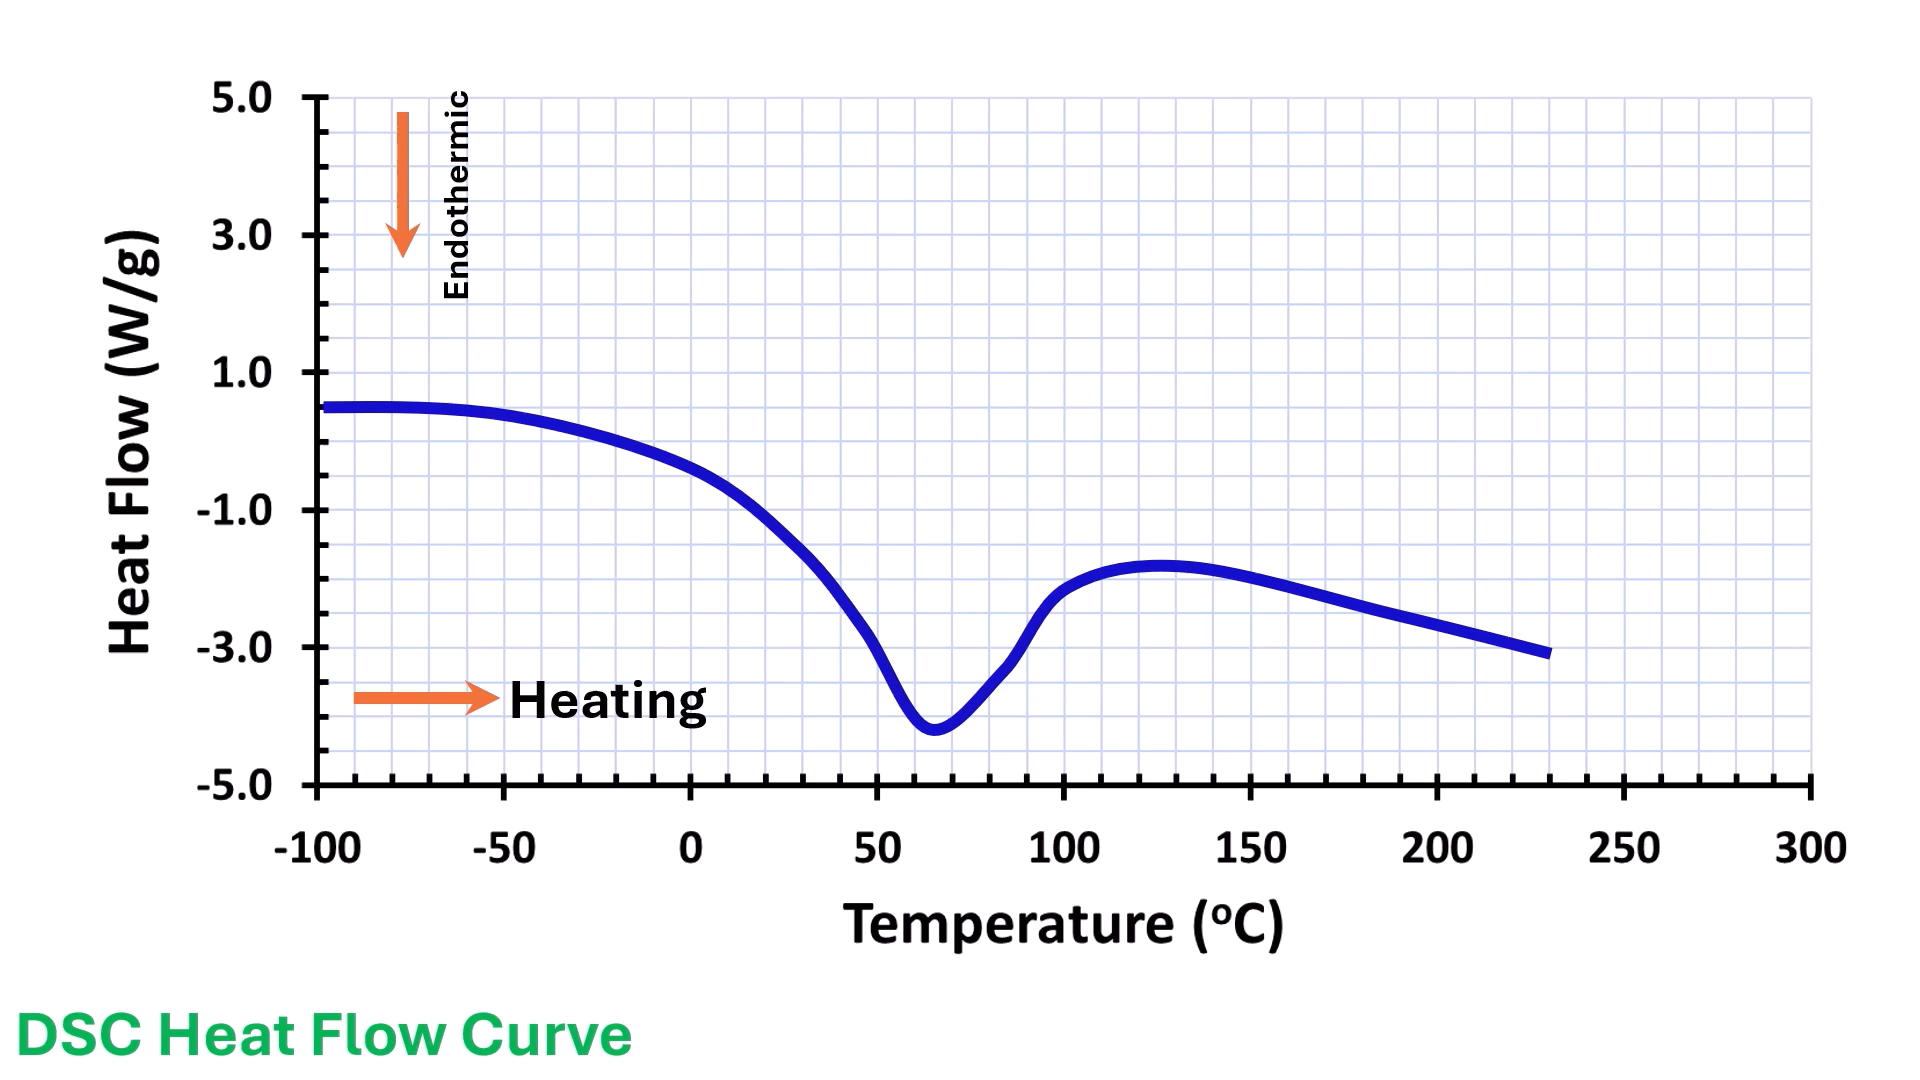 5.0
3.0
1.0
-1.0
-3.0
-5.0
Heat Flow (W/g)
Endothermic
Heating
-100 -50 0 50 100 150 200 250 300
Temperature (ºC)
DSC Heat Flow Curve